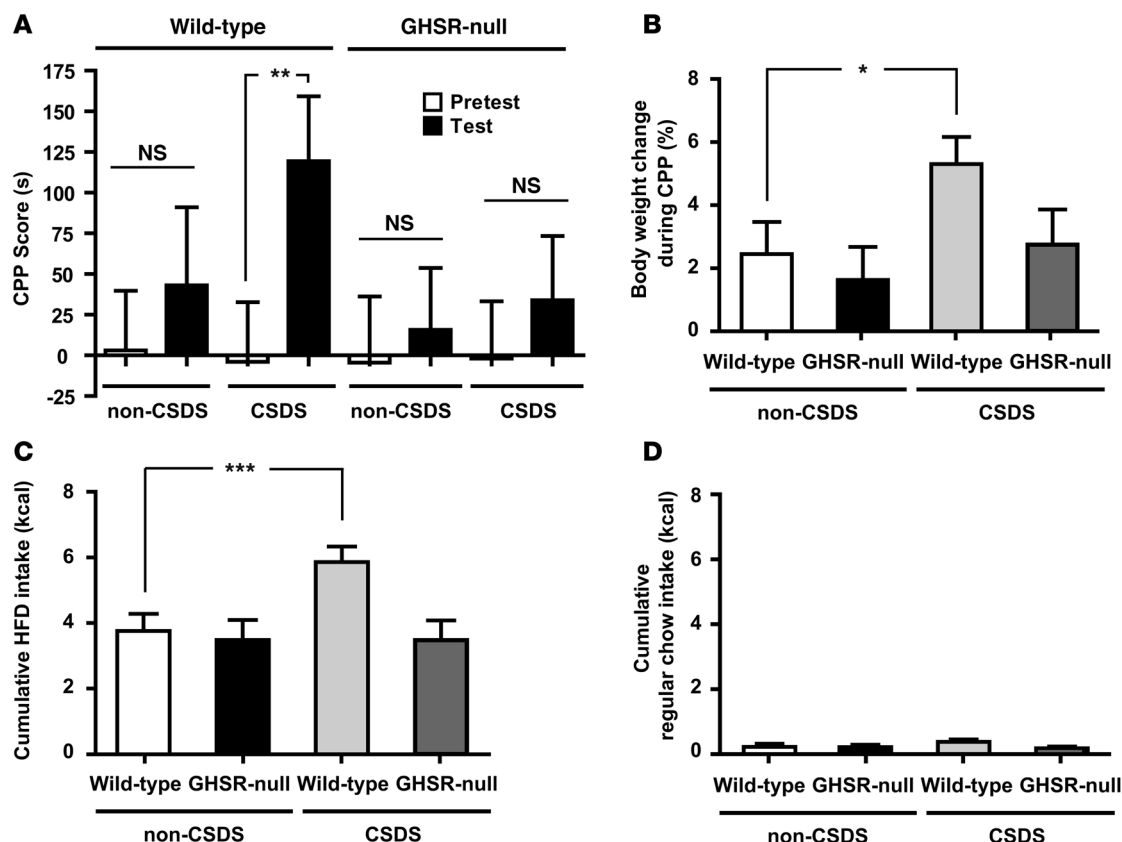 A
Wild-type
GHSR-null
CPP Score (s)
175
150
125
100
75
50
25
0
-25
NS
**
NS
NS
Pretest
Test
non-CSDS
CSDS
non-CSDS
CSDS
B
Body weight change
during CPP (%)
8
6
4
2
0
*
Wild-type GHSR-null Wild-type GHSR-null
non-CSDS
CSDS
C
Cumulative HFD intake (kcal)
8
6
4
2
0
***
Wild-type GHSR-null Wild-type GHSR-null
non-CSDS
CSDS
D
Cumulative
regular chow intake (kcal)
8
6
4
2
0
Wild-type GHSR-null Wild-type GHSR-null
non-CSDS
CSDS